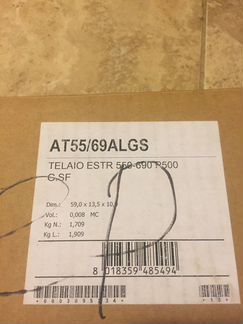 AT55/69ALGS
TELAIO ESTR 560-690 P500
C.SF
Dim.: 59,0 x 13,5 x 10,
Vol.: 0,008 MC
Kg N.: 1,709
Kg L.: 1,909
8 018359 485494